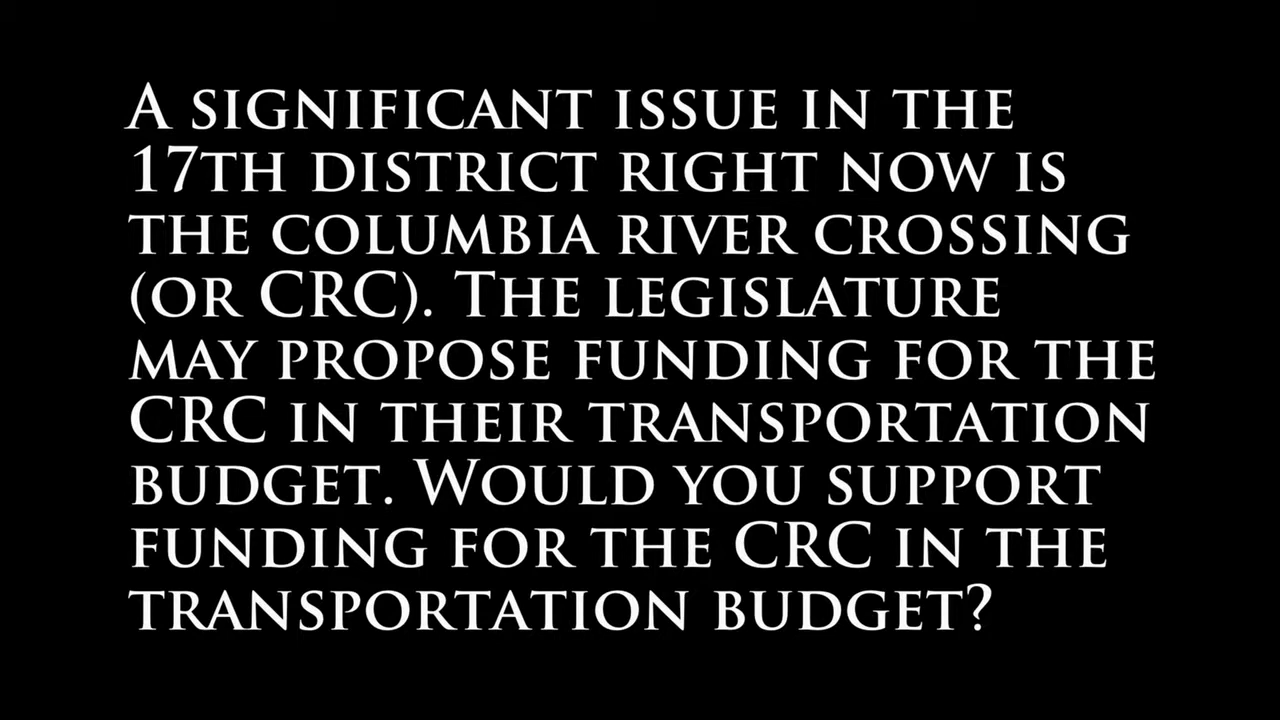 A significant issue in the
17th district right now is
the columbia river crossing
(or CRC). The legislature
may propose funding for the
CRC in their transportation
budget. Would you support
funding for the CRC in the
transportation budget?